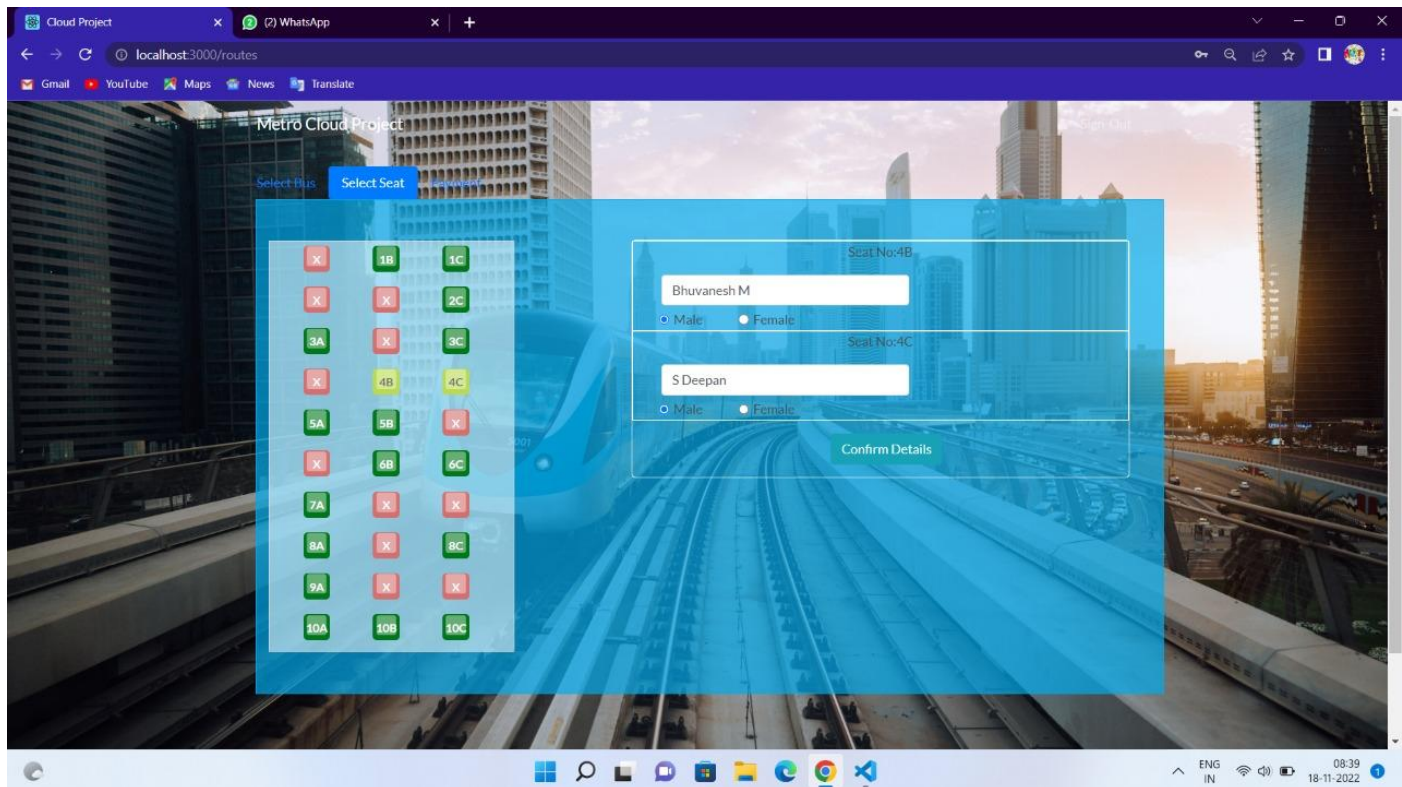 Cloud Project
(2) WhatsApp
localhost:3000/routes
Gmail YouTube Maps News Translate
Metro Cloud Project Sign Out
Select Bus Select Seat Payment
X 1B 1C
X X 2C
3A X 3C
X 4B 4C
5A 5B X
X 6B 6C
7A X X
8A X 8C
9A X X
10A 10B 10C
Seat No:4B
Bhuvanesh M
Male Female
Seat No:4C
S Deepan
Male Female
Confirm Details
5001
ENG
IN
08:39
18-11-2022
1